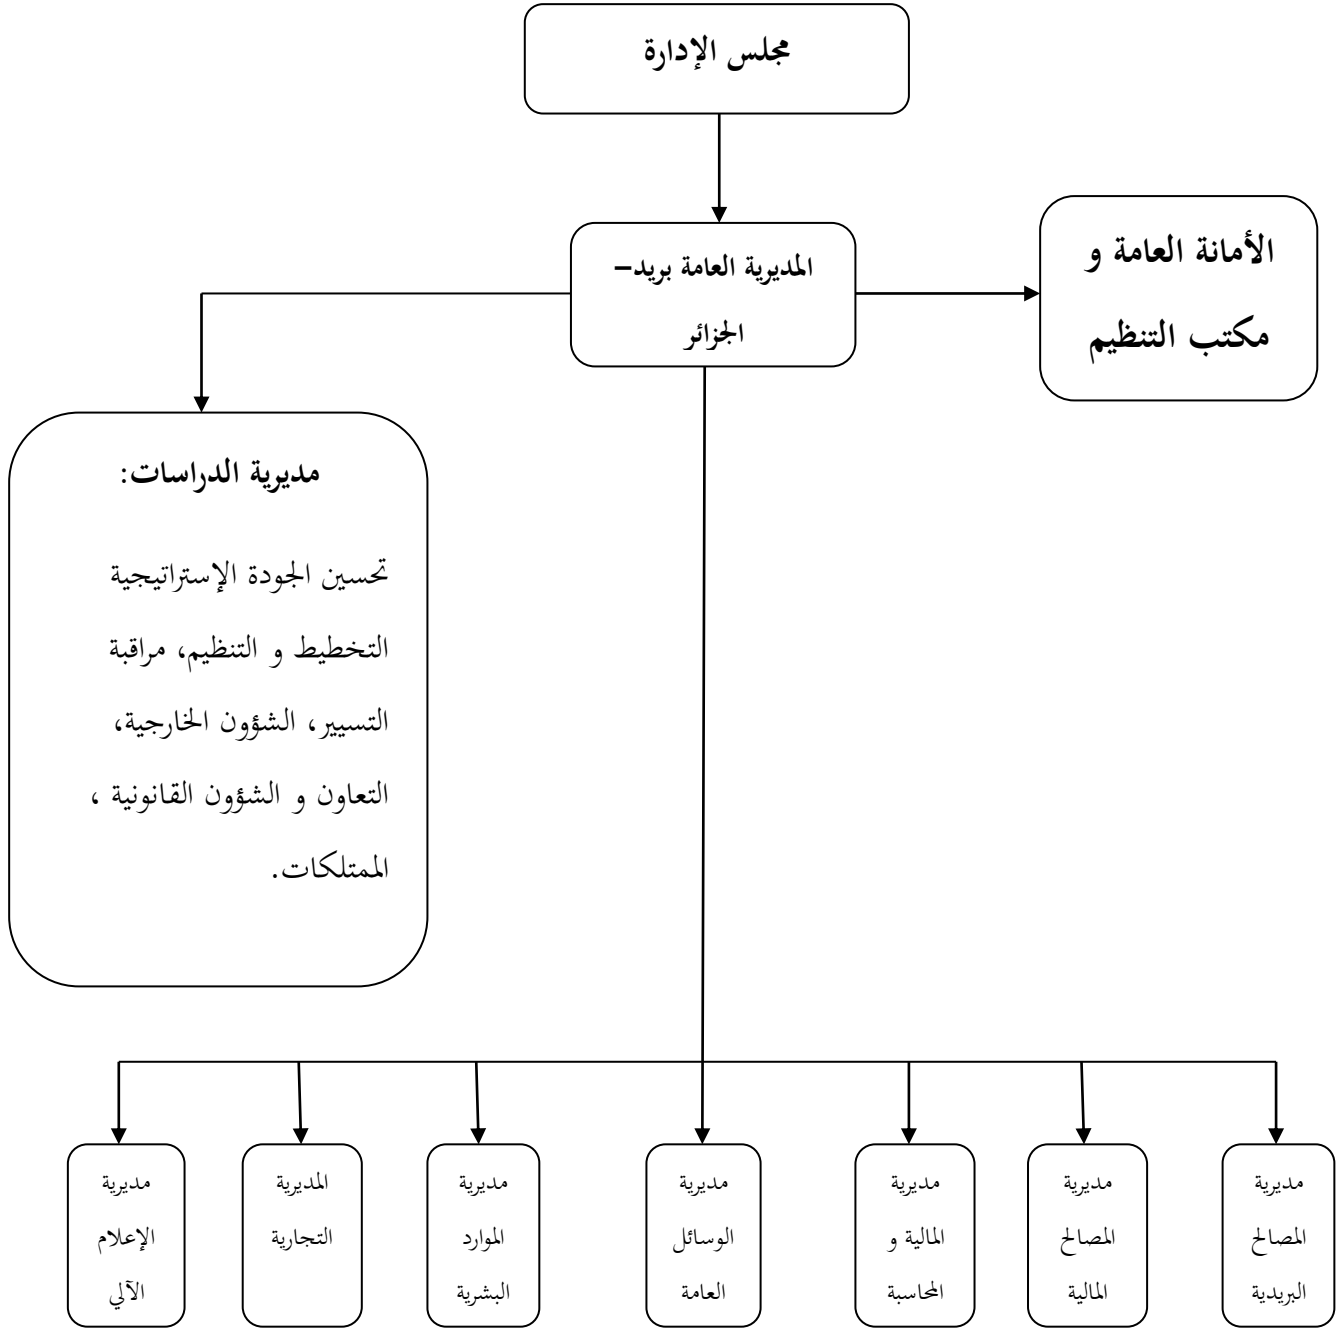 مجلس الإدارة
المديرية العامة بريد–
الجزائر
الأمانة العامة و
مكتب التنظيم
مديرية الدراسات:
تحسين الجودة الإستراتيجية
التخطيط و التنظيم، مراقبة
التسيير، الشؤون الخارجية،
التعاون و الشؤون القانونية ،
الممتلكات.
مديرية
المصالح
البريدية
مديرية
المصالح
المالية
مديرية
المالية و
المحاسبة
مديرية
الوسائل
العامة
مديرية
الموارد
البشرية
المديرية
التجارية
مديرية
الإعلام
الآلي